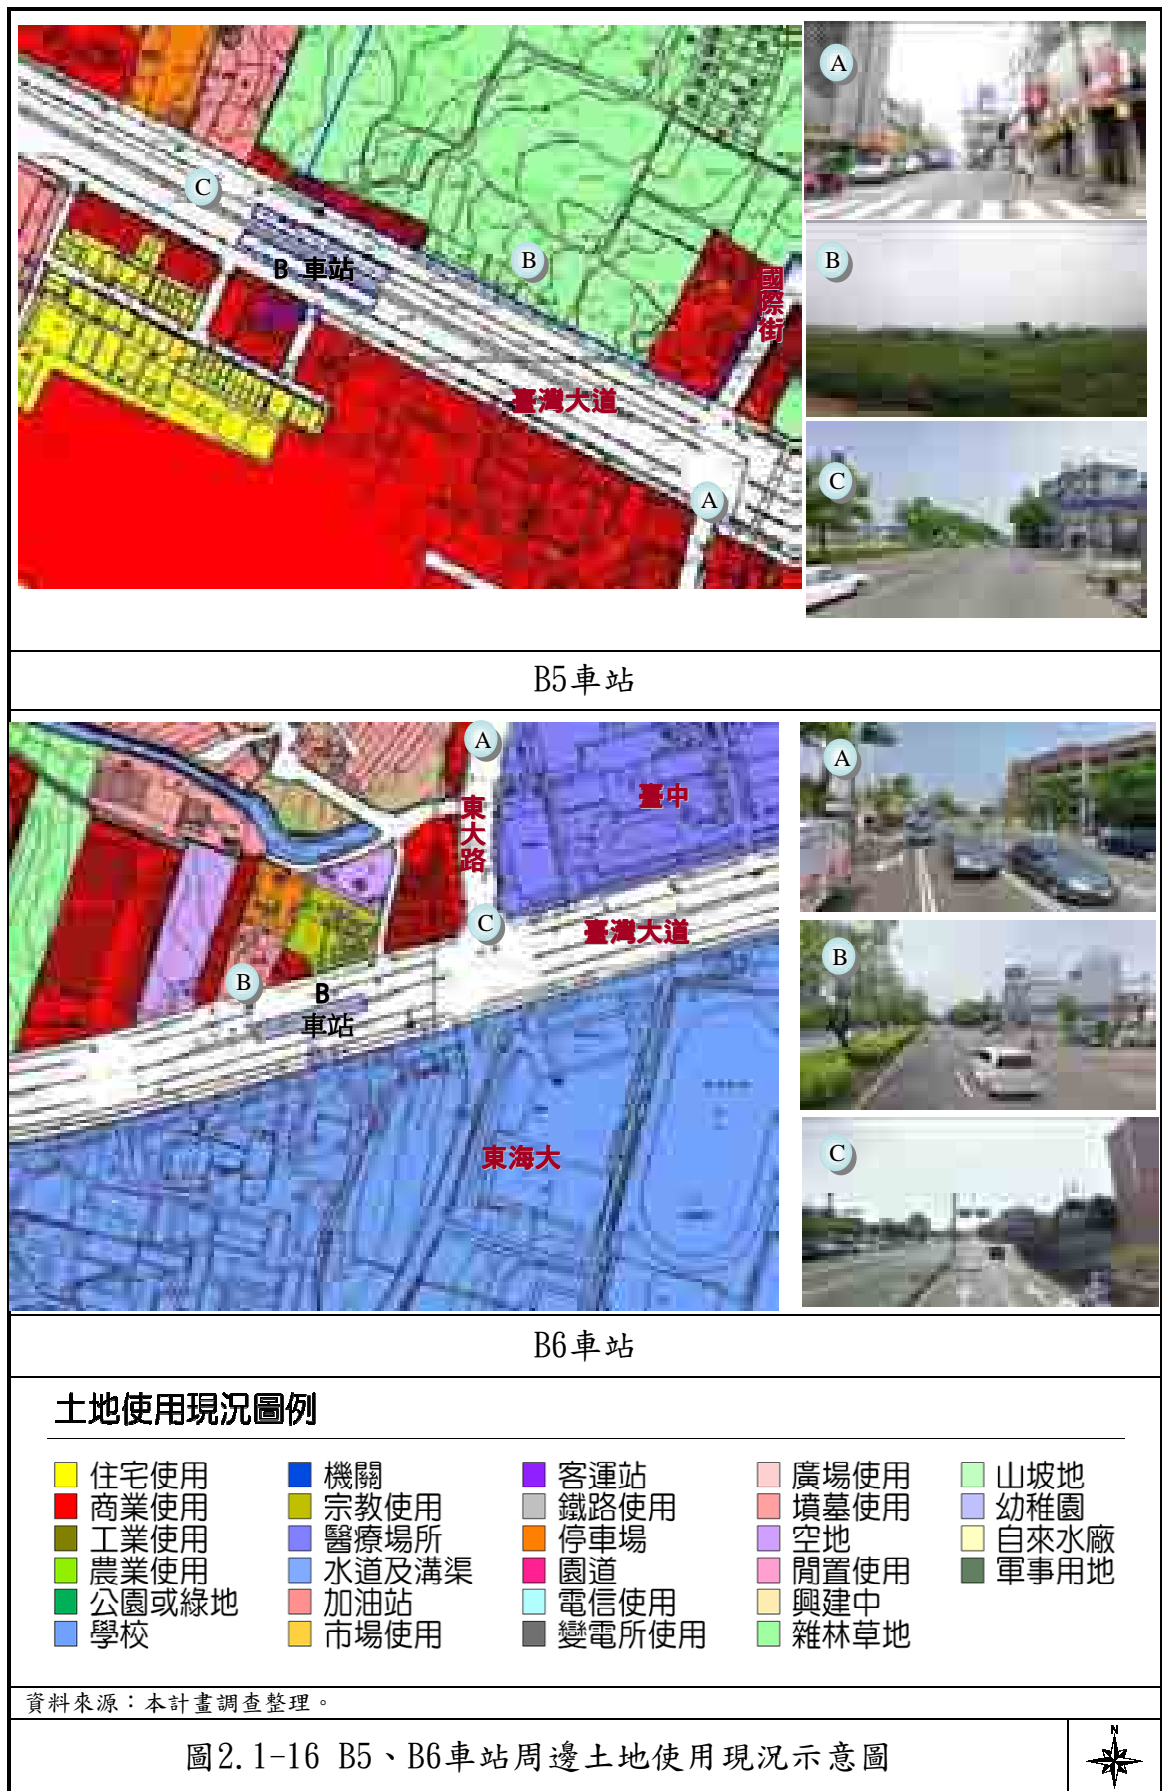 A
C
B
B 車站
國際街
臺灣大道
A
B
C
B5車站
A
臺中
東大路
C
臺灣大道
B
B
車站
東海大
A
B
C
B6車站
土地使用現況圖例
住宅使用
商業使用
工業使用
農業使用
公園或綠地
學校
機關
宗教使用
醫療場所
水道及溝渠
加油站
市場使用
客運站
鐵路使用
停車場
園道
電信使用
變電所使用
廣場使用
墳墓使用
空地
閒置使用
興建中
雜林草地
山坡地
幼稚園
自來水廠
軍事用地
資料來源：本計畫調查整理。
圖2.1-16 B5、B6車站周邊土地使用現況示意圖
N